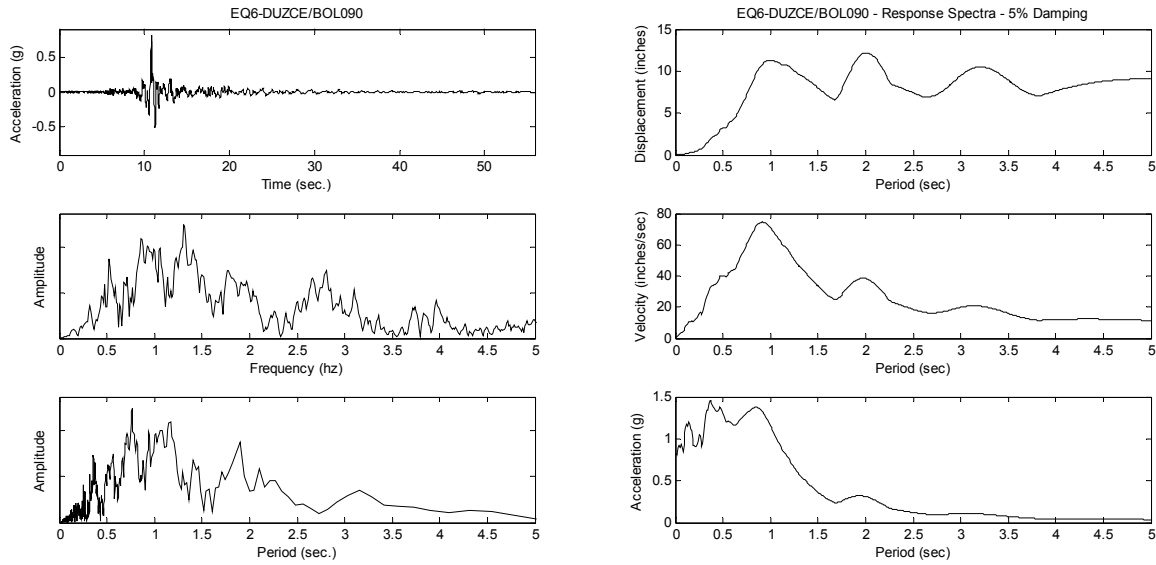 EQ6-DUZCE/BOL090
Acceleration (g)
0.5
0
-0.5
0 10 20 30 40 50
Time (sec.)
Amplitude
0 0.5 1 1.5 2 2.5 3 3.5 4 4.5 5
Frequency (hz)
Amplitude
0 0.5 1 1.5 2 2.5 3 3.5 4 4.5 5
Period (sec.)
EQ6-DUZCE/BOL090 - Response Spectra - 5% Damping
Displacement (inches)
15
10
5
0
0 0.5 1 1.5 2 2.5 3 3.5 4 4.5 5
Period (sec)
Velocity (inches/sec)
80
60
40
20
0
0 0.5 1 1.5 2 2.5 3 3.5 4 4.5 5
Period (sec)
Acceleration (g)
1.5
1
0.5
0
0 0.5 1 1.5 2 2.5 3 3.5 4 4.5 5
Period (sec)